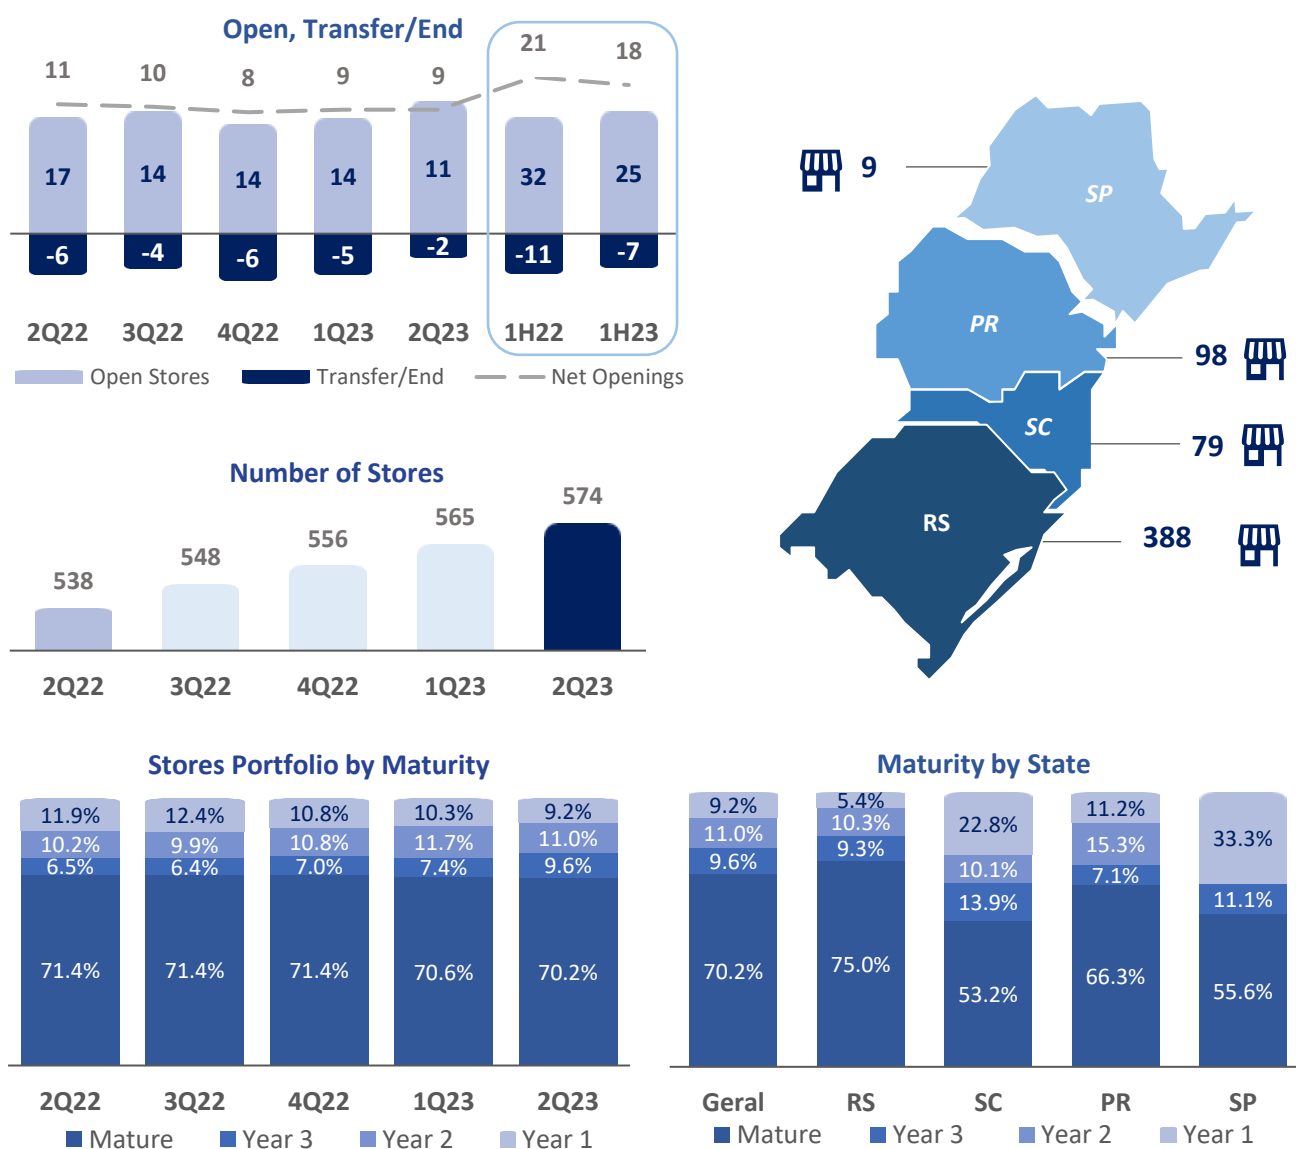 Open, Transfer/End
11 10 8 9 9 21 18
17 14 14 14 11 32 25
-6 -4 -6 -5 -2 -11 -7
2Q22 3Q22 4Q22 1Q23 2Q23 1H22 1H23
Open Stores Transfer/End Net Openings
9
SP
PR
98
SC
79
RS
388
Number of Stores
538 548 556 565 574
2Q22 3Q22 4Q22 1Q23 2Q23
Stores Portfolio by Maturity
11.9% 12.4% 10.8% 10.3% 9.2%
10.2% 9.9% 10.8% 11.7% 11.0%
6.5% 6.4% 7.0% 7.4% 9.6%
71.4% 71.4% 71.4% 70.6% 70.2%
2Q22 3Q22 4Q22 1Q23 2Q23
Mature Year 3 Year 2 Year 1
Maturity by State
9.2% 5.4% 22.8% 11.2% 33.3%
11.0% 10.3% 10.1% 15.3%
9.6% 9.3% 13.9% 7.1% 11.1%
70.2% 75.0% 53.2% 66.3% 55.6%
Geral RS SC PR SP
Mature Year 3 Year 2 Year 1